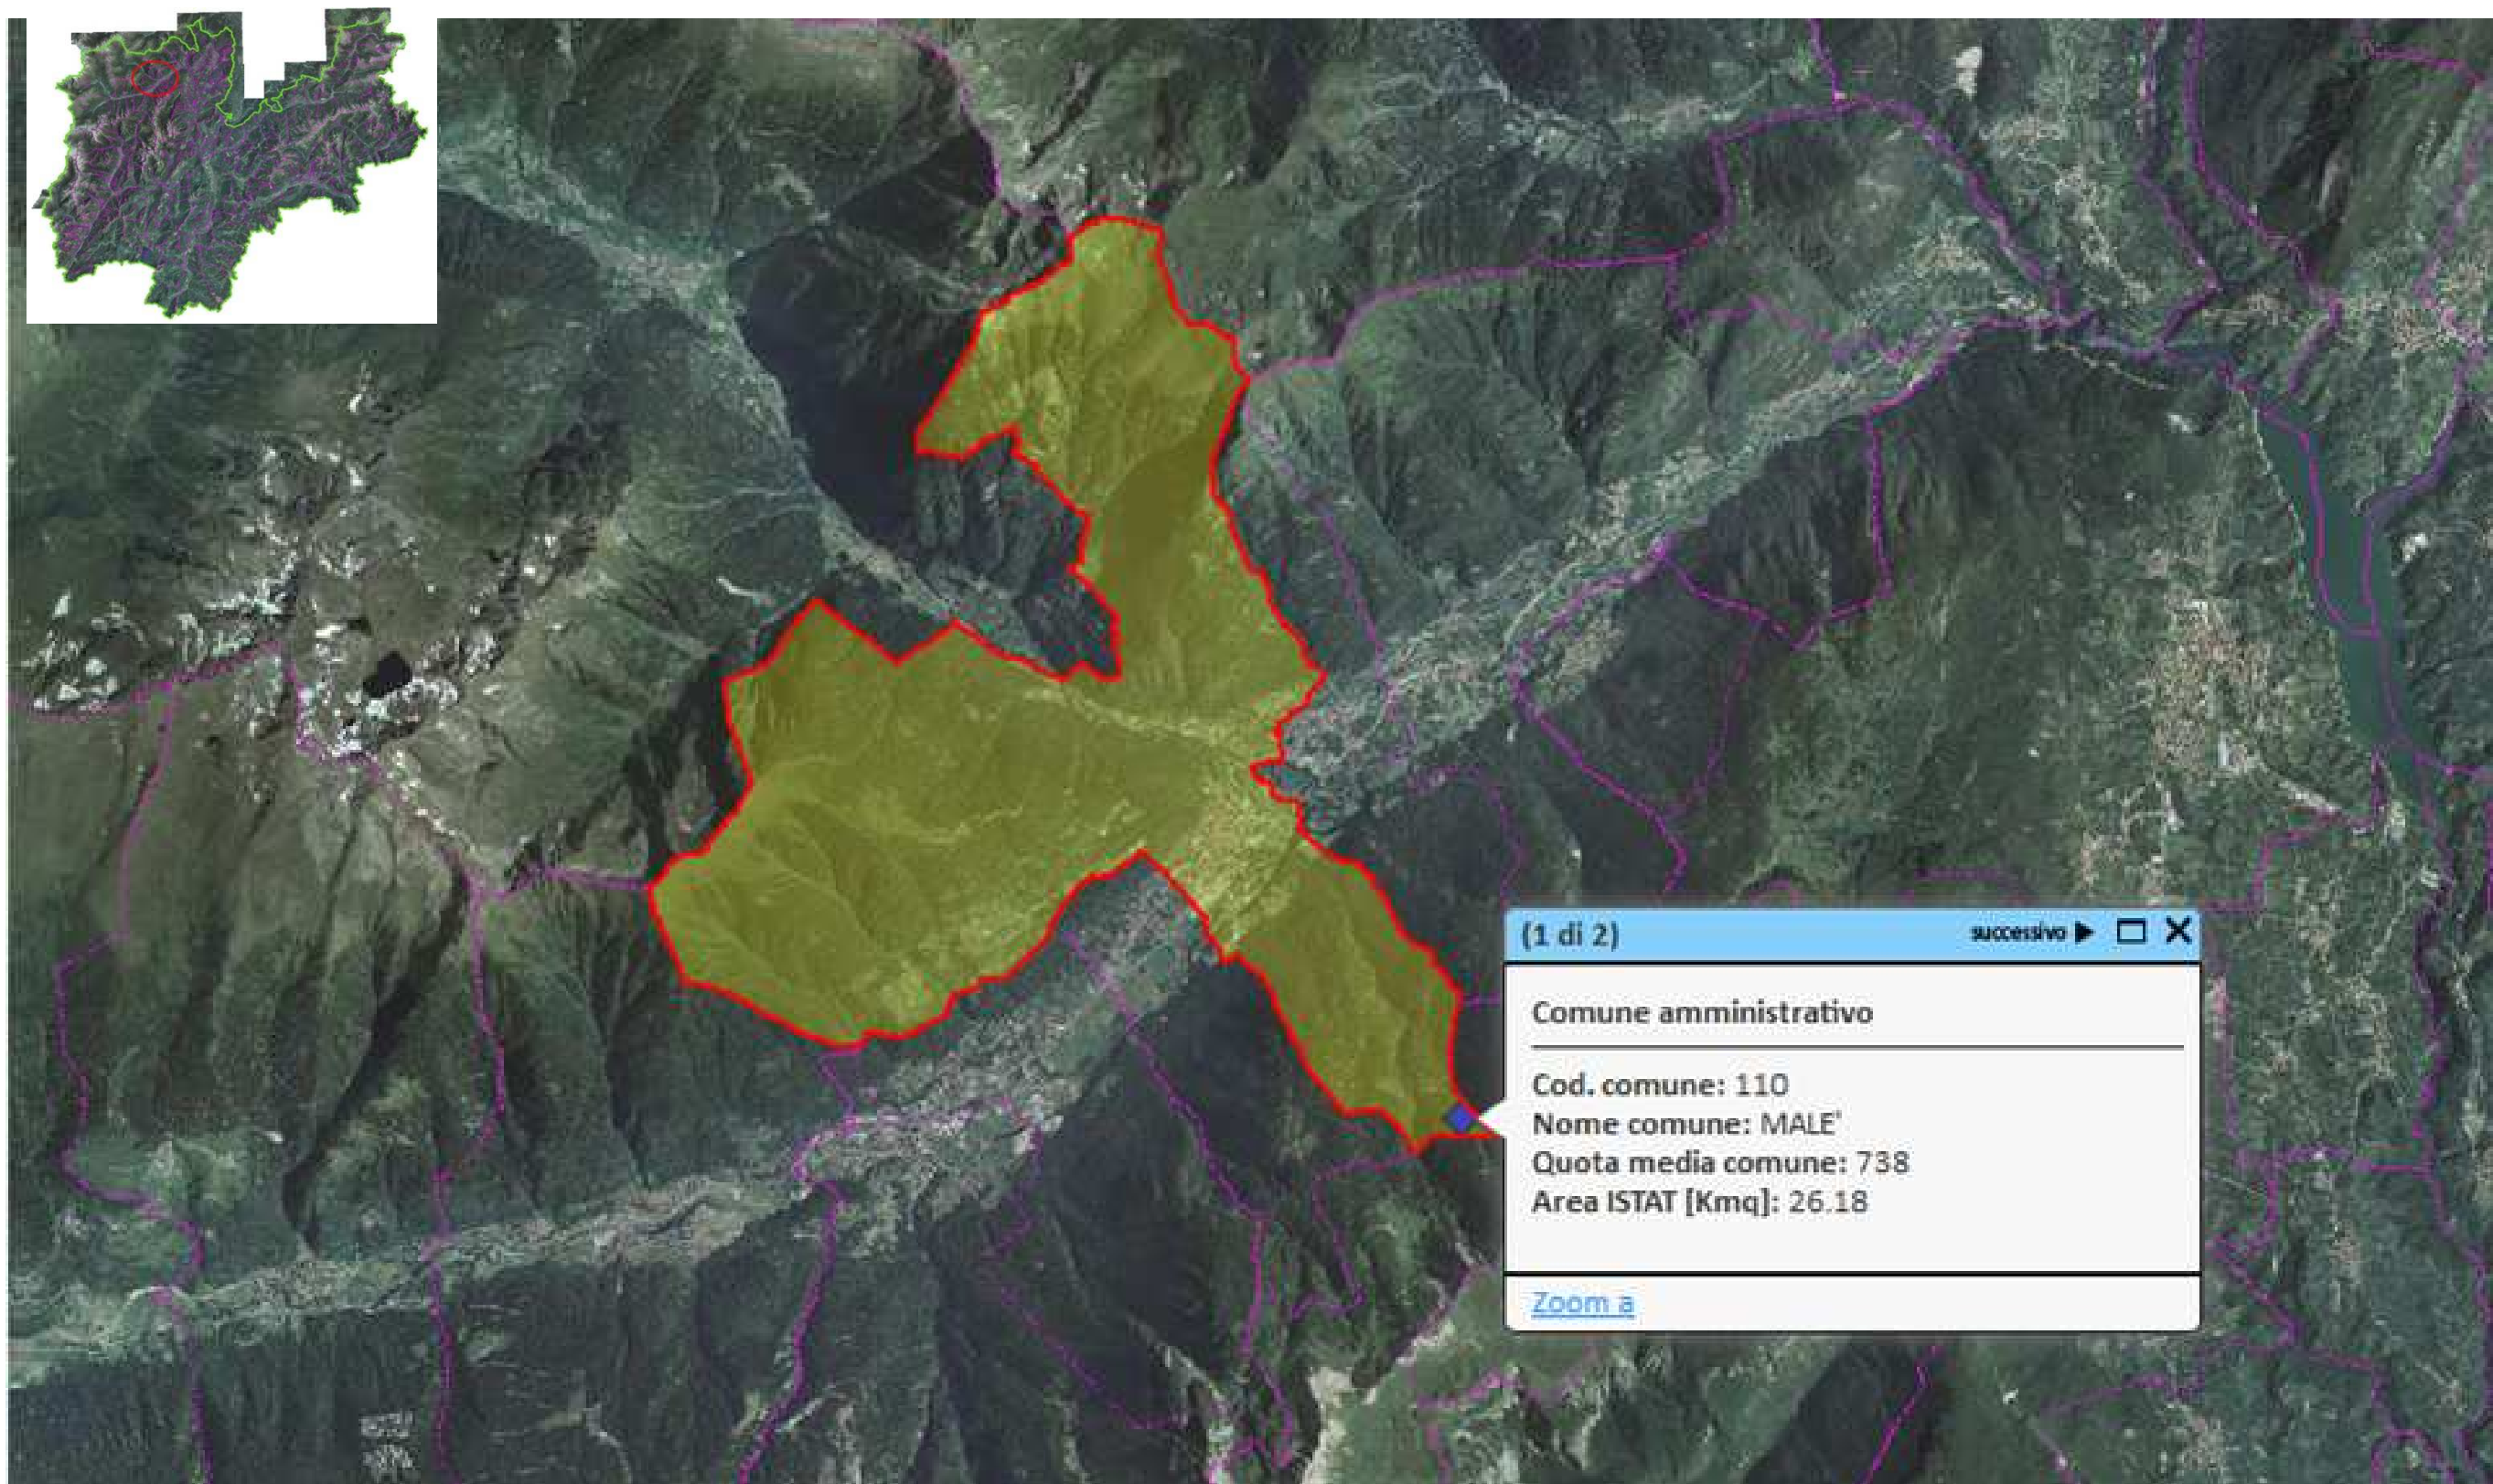 (1 di 2) successivo
Comune amministrativo
Cod. comune: 110
Nome comune: MALE'
Quota media comune: 738
Area ISTAT [Kmq]: 26.18
Zoom a